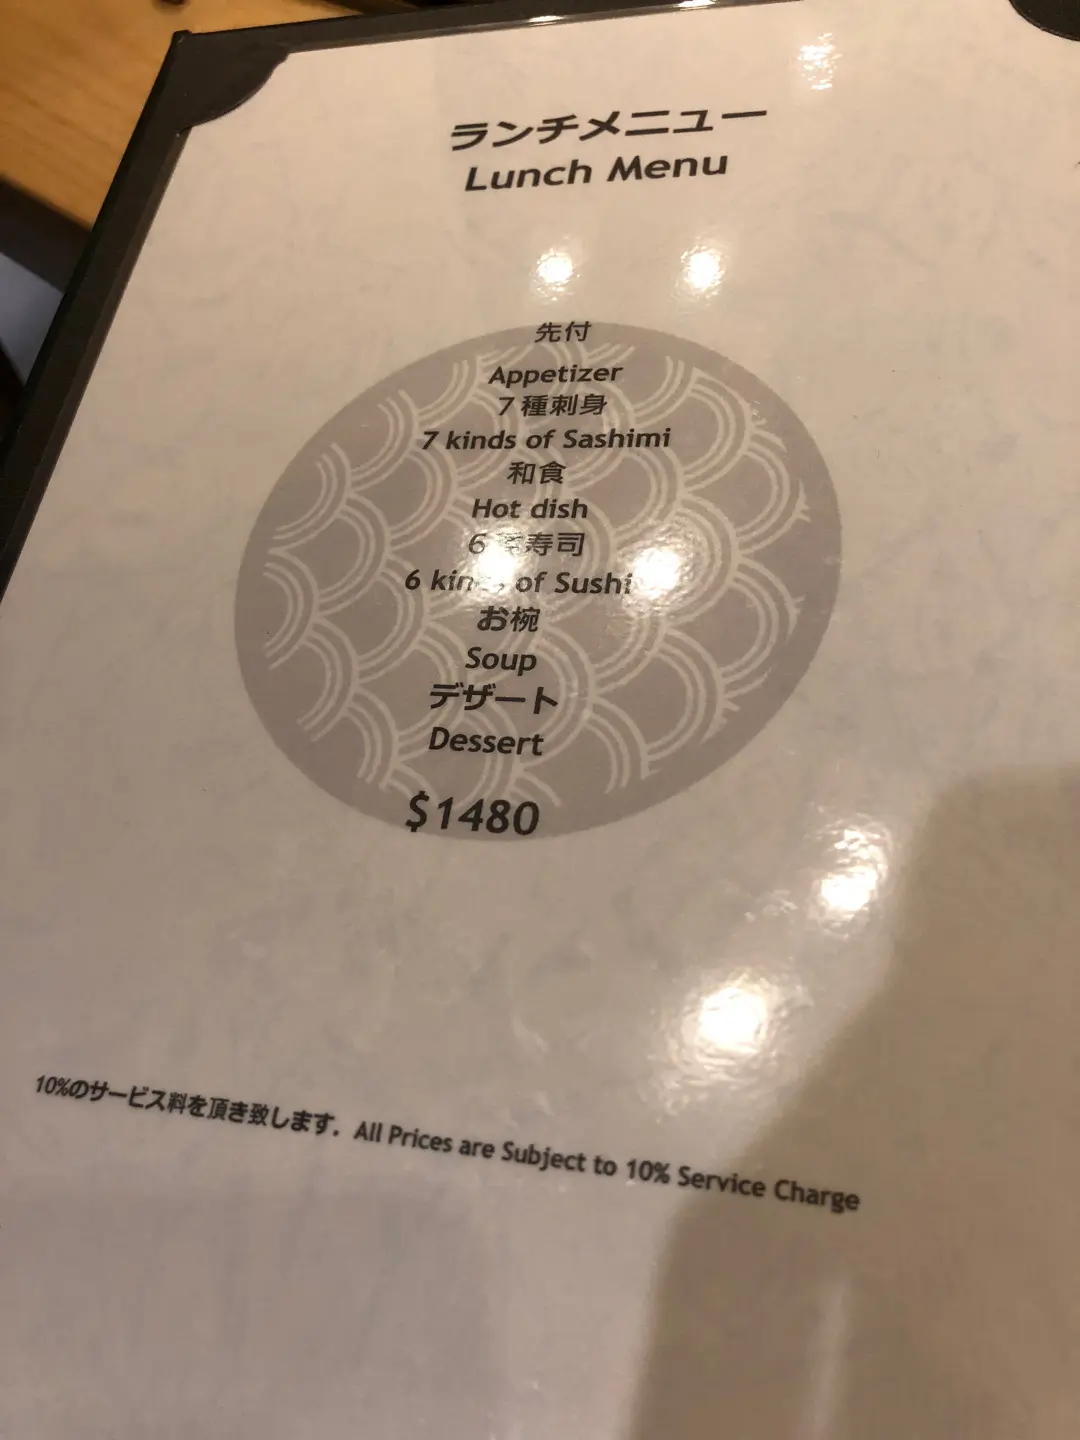 ランチメニュー
Lunch Menu
先付
Appetizer
7 種刺身
7 kinds of Sashimi
和食
Hot dish
6 寿司
6 of Sushi
お椀
Soup
デザート
Dessert
$1480
10%のサービス料を頂き致します. All Prices are Subject to 10% Service Charge